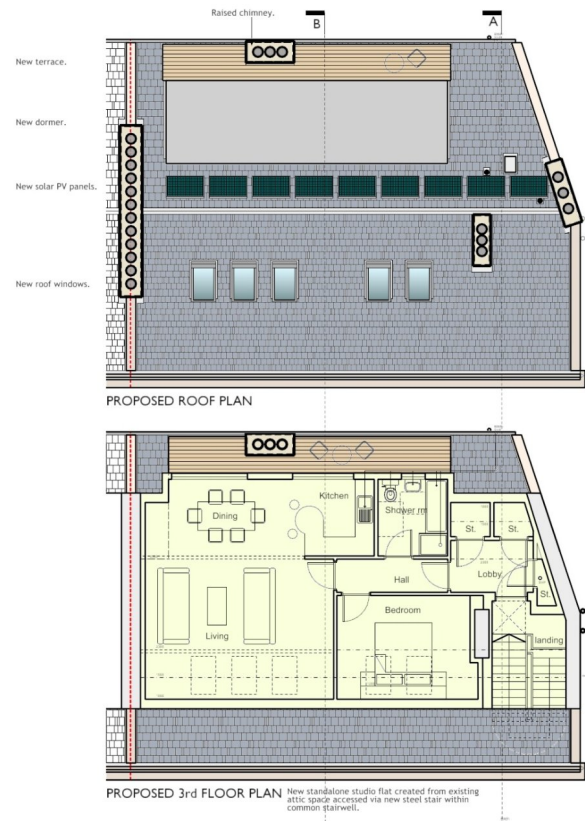 Raised chimney.
B
A
New terrace.
New dormer.
New solar PV panels.
New roof windows.
PROPOSED ROOF PLAN
Kitchen
Dining
Shower rm
St.
St.
Lobby
Hall
St.
Bedroom
Living
landing
PROPOSED 3rd FLOOR PLAN
New standalone studio flat created from existing
attic space accessed via new steel stair within
common stairwell.